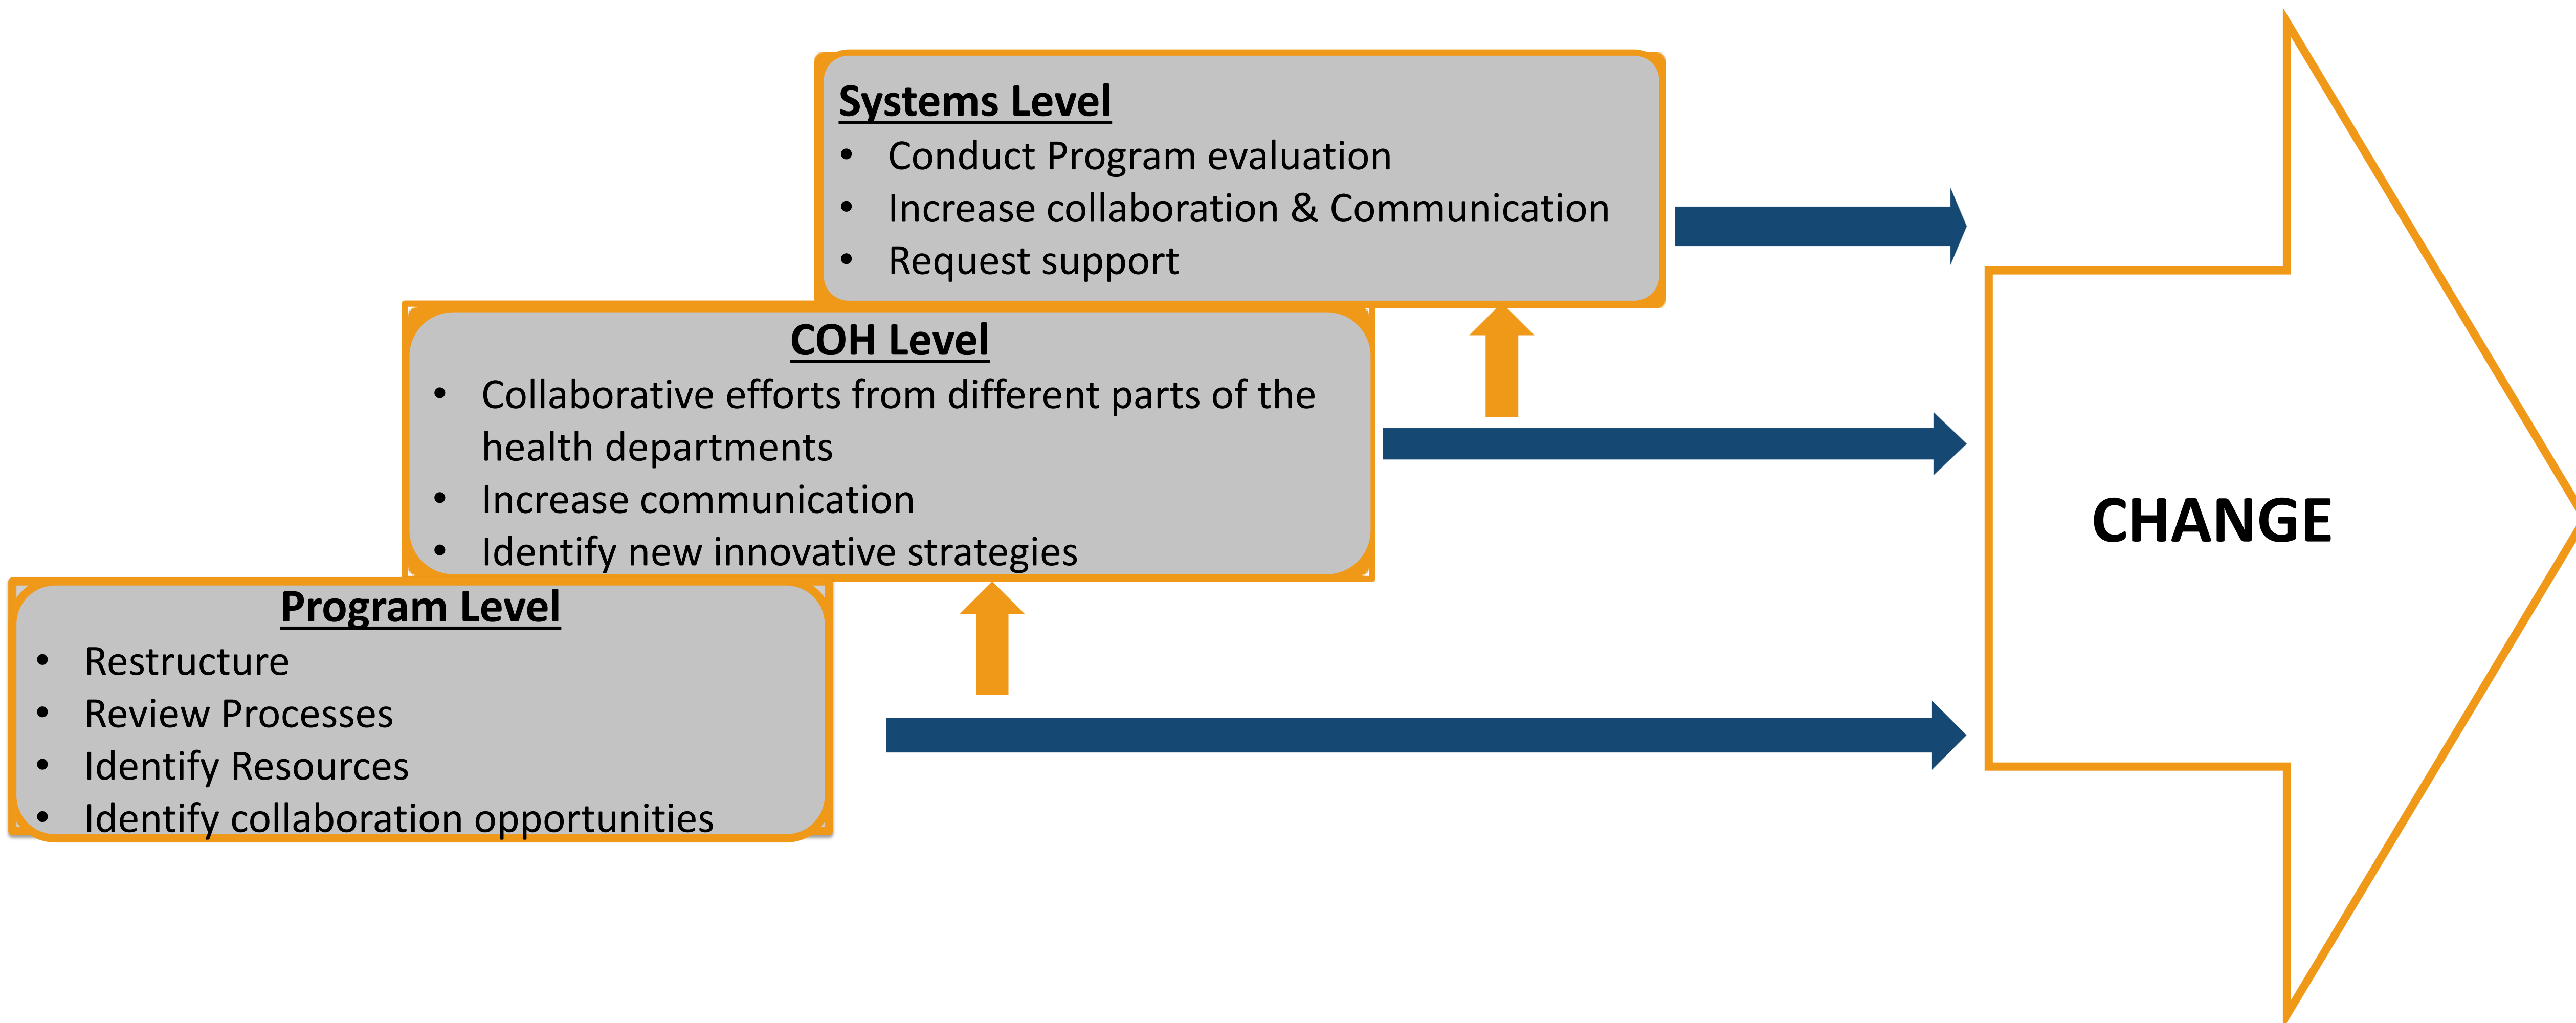 Systems Level
• Conduct Program evaluation
• Increase collaboration & Communication
• Request support
COH Level
• Collaborative efforts from different parts of the
health departments
• Increase communication
• Identify new innovative strategies
Program Level
• Restructure
• Review Processes
• Identify Resources
• Identify collaboration opportunities
CHANGE